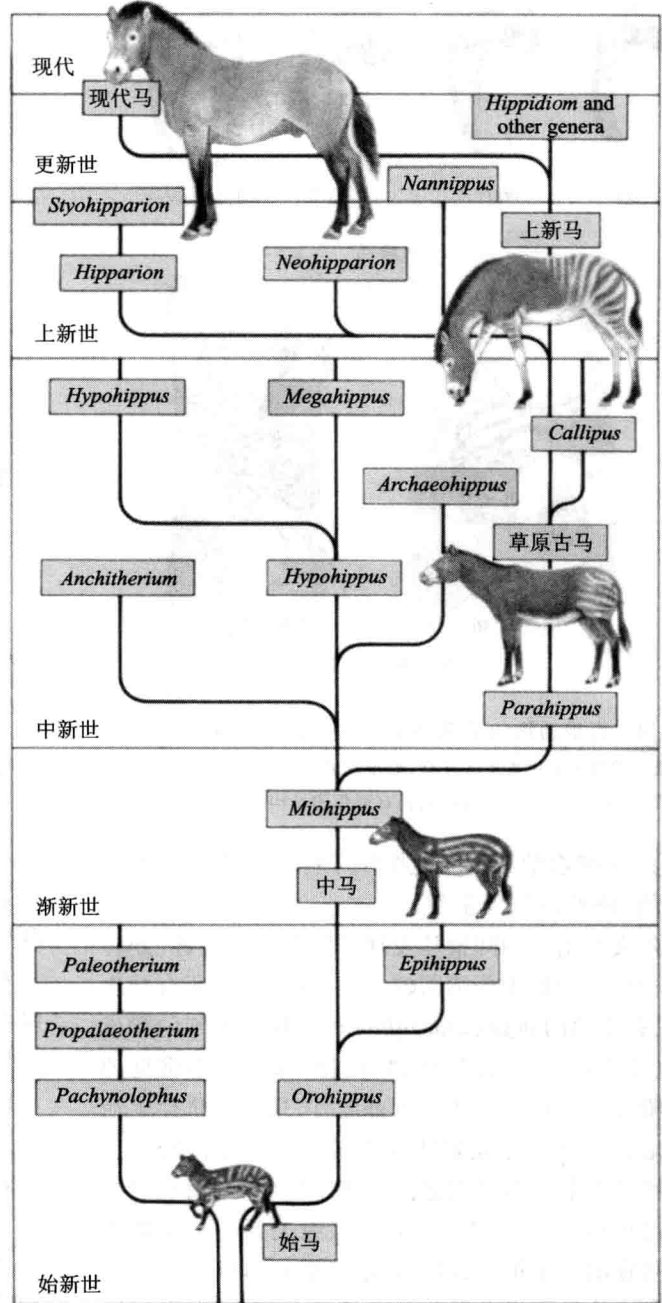 现代
现代马
Hippidiom and
other genera
更新世
Nannippus
Styohipparion
上新马
Neohipparion
Hipparion
上新世
Hypohippus
Megahippus
Callipus
Archaeohippus
草原古马
Anchitherium
Hypohippus
Parahippus
中新世
Miohippus
中马
渐新世
Paleotherium
Epihippus
Propalaeotherium
Pachynolophus
Orohippus
始马
始新世